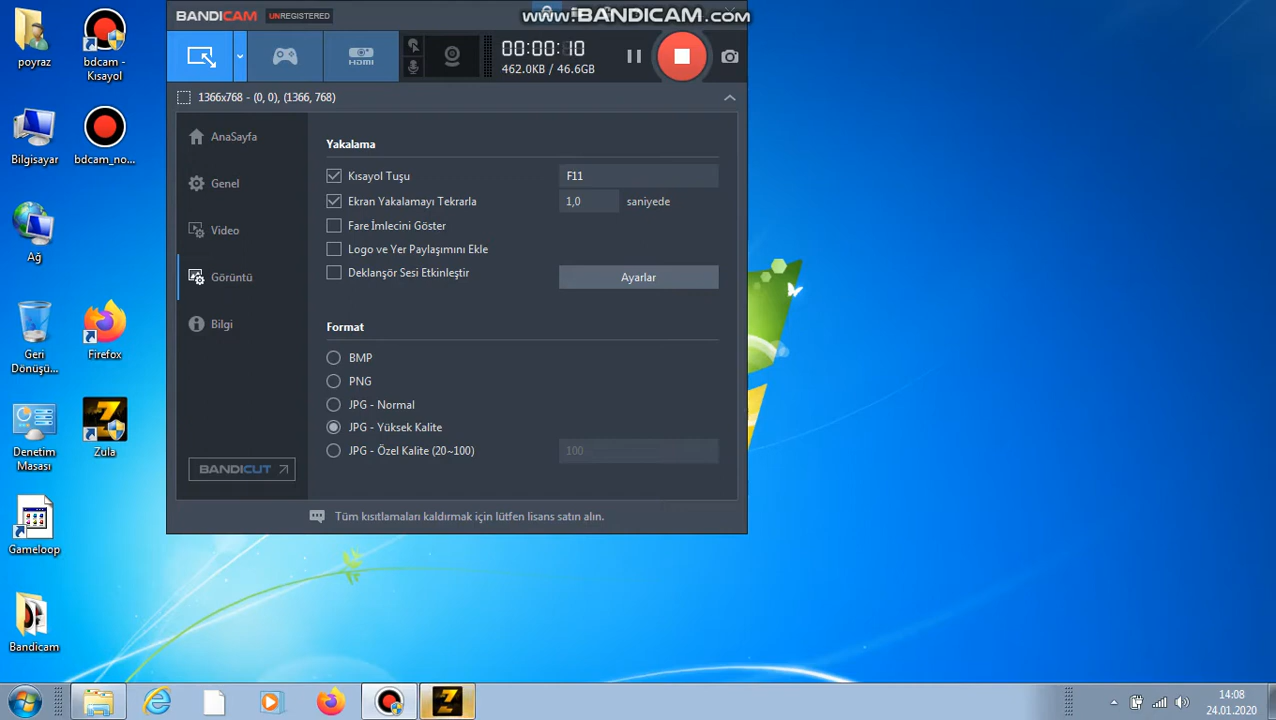 www.BANDICAM.com
BANDICAM UNREGISTERED
HDMI
00:00:10
462.0KB / 46.6GB
1366x768 - (0, 0), (1366, 768)
AnaSayfa
Genel
Video
Görüntü
Bilgi
BANDICUT
Yakalama
Kısayol Tuşu
F11
Ekran Yakalamayı Tekrarla
1,0
saniyede
Fare İmlecini Göster
Logo ve Yer Paylaşımını Ekle
Deklanşör Sesi Etkinleştir
Ayarlar
Format
BMP
PNG
JPG - Normal
JPG - Yüksek Kalite
JPG - Özel Kalite (20~100)
100
Tüm kısıtlamaları kaldırmak için lütfen lisans satın alın.
poyraz
bdcam -
Kısayol
Bilgisayar
bdcam_no...
Ağ
Geri
Dönüşü...
Firefox
Denetim
Masası
Zula
Gameloop
Bandicam
14:08
24.01.2020